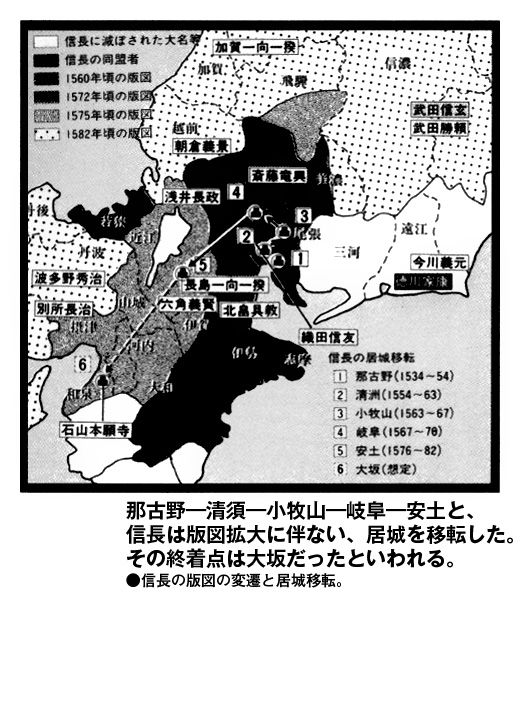 信長に滅ぼされた大名等
信長の同盟者
1560年頃の版図
1572年頃の版図
1575年頃の版図
1582年頃の版図
加賀一向一揆
加賀
飛騨
信濃
武田信玄
武田勝頼
越前
朝倉義景
斎藤竜興
美濃
浅井長政
4
3
尾張
2
1
丹後
若狭
近江
丹波
三河
遠江
今川義元
徳川家康
波多野秀治
5
長島一向一揆
別所長治
山城
六角義賢
伊賀
北畠具教
摂津
河内
織田信友
伊勢
志摩
6
和泉
大和
石山本願寺
信長の居城移転
1 那古野(1534～54)
2 清洲(1554～63)
3 小牧山(1563～67)
4 岐阜(1567～76)
5 安土(1576～82)
6 大坂(想定)
那古野―清須―小牧山―岐阜―安土と、
信長は版図拡大に伴ない、居城を移転した。
その終着点は大坂だったといわれる。
●信長の版図の変遷と居城移転。